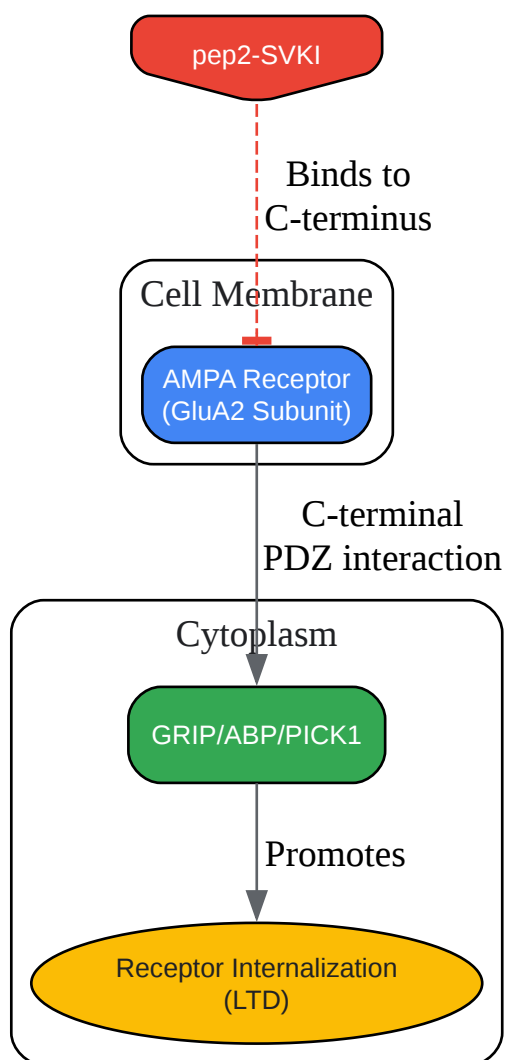 pep2-SVKI
Binds to
C-terminus
Cell Membrane
AMPA Receptor
(GluA2 Subunit)
C-terminal
PDZ interaction
Cytoplasm
GRIP/ABP/PICK1
Promotes
Receptor Internalization
(LTD)